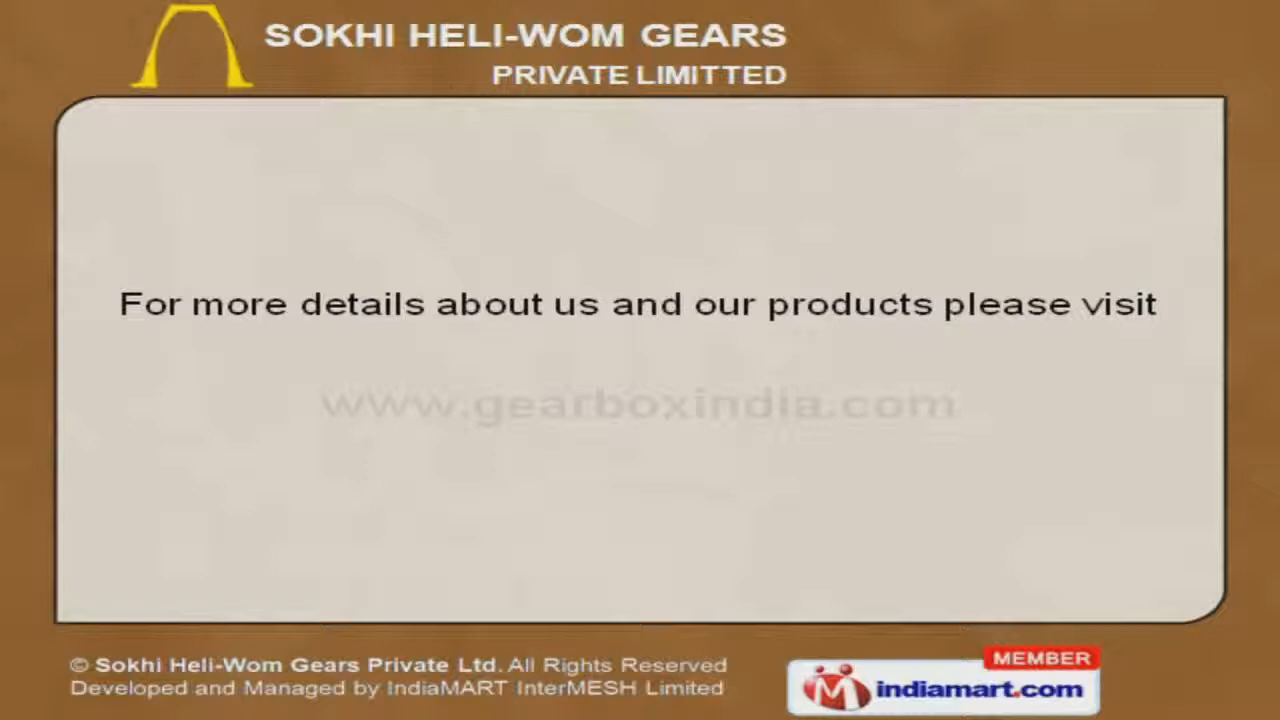 SOKHI HELI-WOM GEARS
PRIVATE LIMITTED
For more details about us and our products please visit
www.gearboxindia.com
© Sokhi Heli-Wom Gears Private Ltd. All Rights Reserved
Developed and Managed by IndiaMART InterMESH Limited
MEMBER
indiamart.com